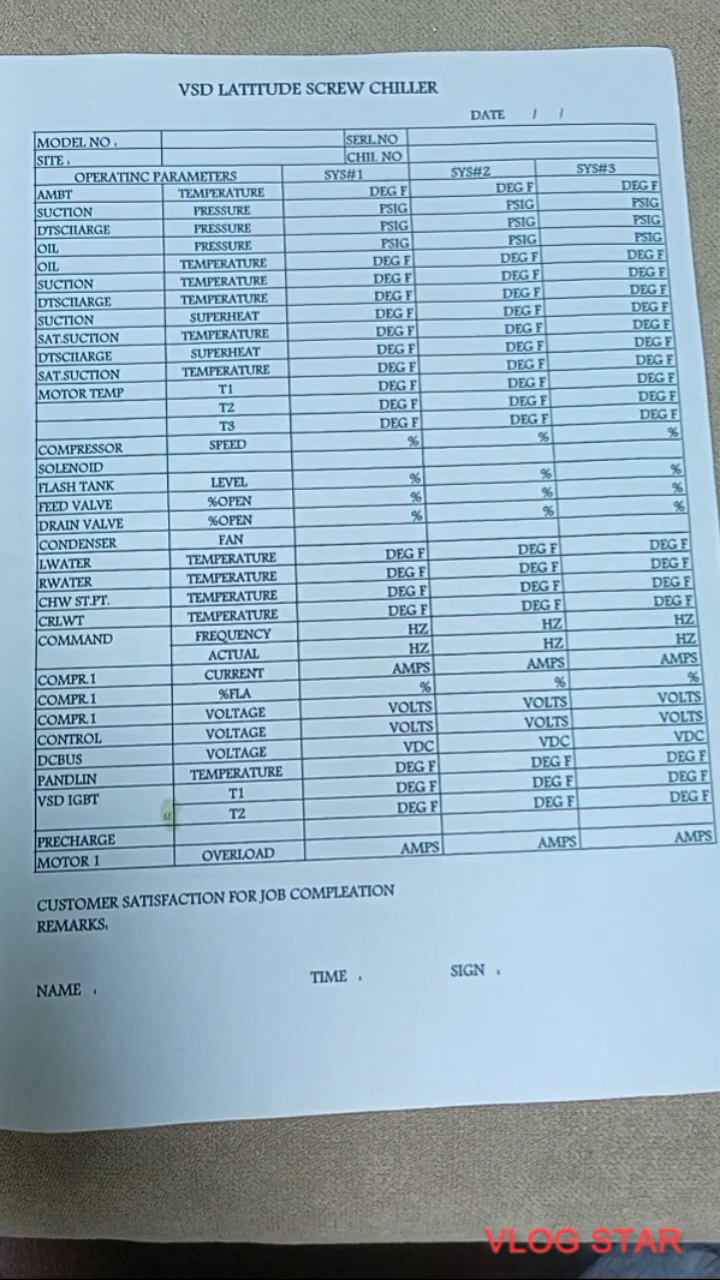 VSD LATITUDE SCREW CHILLER
DATE / /
MODEL NO . SERI.NO
SITE . CHIL NO
OPERATING PARAMETERS SYS#1 SYS#2 SYS#3
AMBT TEMPERATURE DEG F DEG F DEG F
SUCTION PRESSURE PSIG PSIG PSIG
DISCHARGE PRESSURE PSIG PSIG PSIG
OIL PRESSURE PSIG PSIG PSIG
OIL TEMPERATURE DEG F DEG F DEG F
SUCTION TEMPERATURE DEG F DEG F DEG F
DISCHARGE TEMPERATURE DEG F DEG F DEG F
SUCTION SUPERHEAT DEG F DEG F DEG F
SAT.SUCTION TEMPERATURE DEG F DEG F DEG F
DISCHARGE SUPERHEAT DEG F DEG F DEG F
SAT.SUCTION TEMPERATURE DEG F DEG F DEG F
MOTOR TEMP T1 DEG F DEG F DEG F
T2 DEG F DEG F DEG F
T3 DEG F DEG F DEG F
COMPRESSOR SPEED % % %
SOLENOID
FLASH TANK LEVEL % % %
FEED VALVE %OPEN % % %
DRAIN VALVE %OPEN % % %
CONDENSER FAN
LWATER TEMPERATURE DEG F DEG F DEG F
RWATER TEMPERATURE DEG F DEG F DEG F
CHW ST.PT. TEMPERATURE DEG F DEG F DEG F
CRLWT TEMPERATURE DEG F DEG F DEG F
COMMAND FREQUENCY HZ HZ HZ
ACTUAL HZ HZ HZ
COMPR.1 CURRENT AMPS AMPS AMPS
COMPR.1 %FLA % % %
COMPR.1 VOLTAGE VOLTS VOLTS VOLTS
CONTROL VOLTAGE VOLTS VOLTS VOLTS
DCBUS VOLTAGE VDC VDC VDC
PANDLIN TEMPERATURE DEG F DEG F DEG F
VSD IGBT T1 DEG F DEG F DEG F
T2 DEG F DEG F DEG F
PRECHARGE
MOTOR 1 OVERLOAD AMPS AMPS AMPS
CUSTOMER SATISFACTION FOR JOB COMPLEATION
REMARKS.
NAME . TIME . SIGN .
VLOG STAR